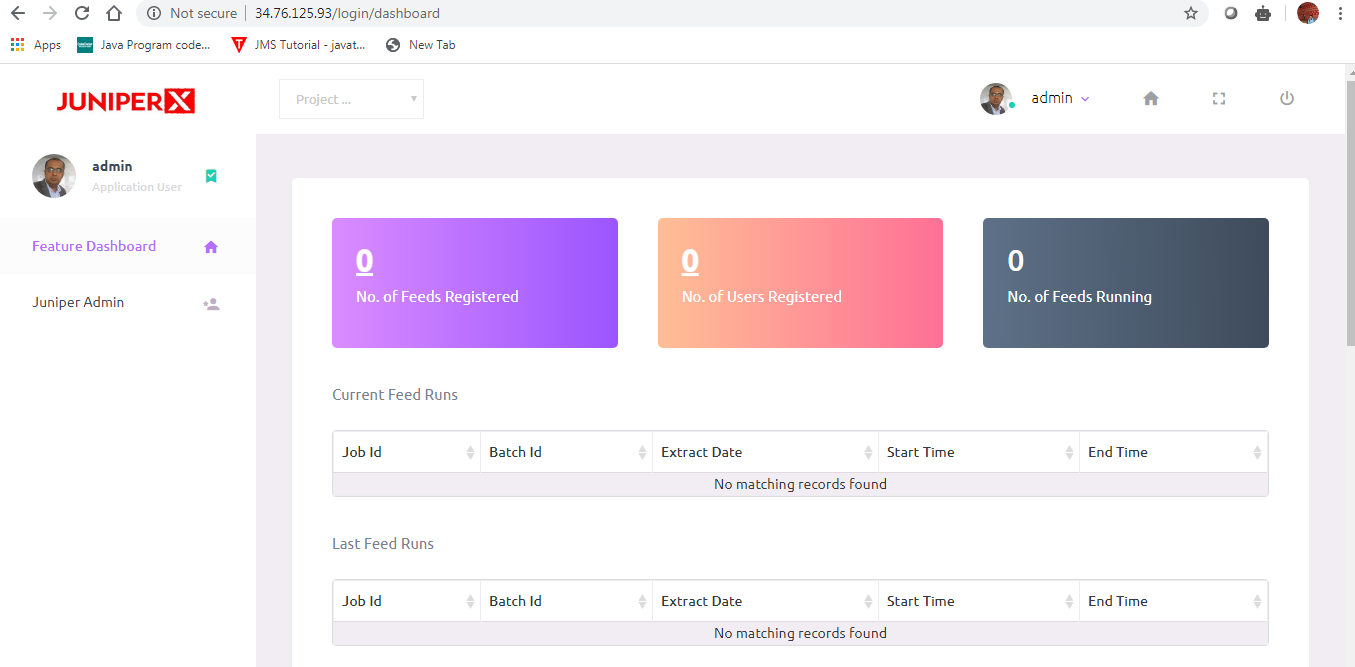 Not secure 34.76.125.93/login/dashboard
Apps Java Program code... JMS Tutorial - javat... New Tab
JUNIPERX Project ... admin
admin
Application User
Feature Dashboard
Juniper Admin
0
No. of Feeds Registered
0
No. of Users Registered
0
No. of Feeds Running
Current Feed Runs
Job Id Batch Id Extract Date Start Time End Time
No matching records found
Last Feed Runs
Job Id Batch Id Extract Date Start Time End Time
No matching records found